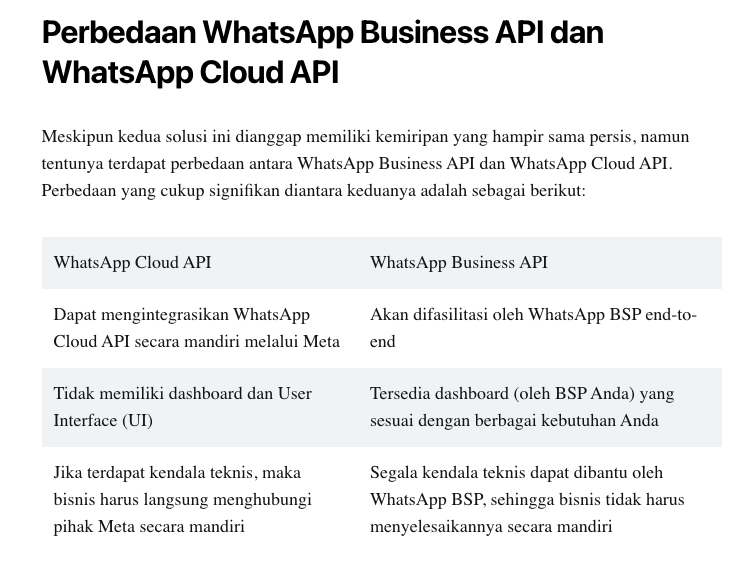 Perbedaan WhatsApp Business API dan
WhatsApp Cloud API
Meskipun kedua solusi ini dianggap memiliki kemiripan yang hampir sama persis, namun
tentunya terdapat perbedaan antara WhatsApp Business API dan WhatsApp Cloud API.
Perbedaan yang cukup signifikan diantara keduanya adalah sebagai berikut:
WhatsApp Cloud API
WhatsApp Business API
Dapat mengintegrasikan WhatsApp
Cloud API secara mandiri melalui Meta
Akan difasilitasi oleh WhatsApp BSP end-to-
end
Tidak memiliki dashboard dan User
Interface (UI)
Tersedia dashboard (oleh BSP Anda) yang
sesuai dengan berbagai kebutuhan Anda
Jika terdapat kendala teknis, maka
bisnis harus langsung menghubungi
pihak Meta secara mandiri
Segala kendala teknis dapat dibantu oleh
WhatsApp BSP, sehingga bisnis tidak harus
menyelesaikannya secara mandiri